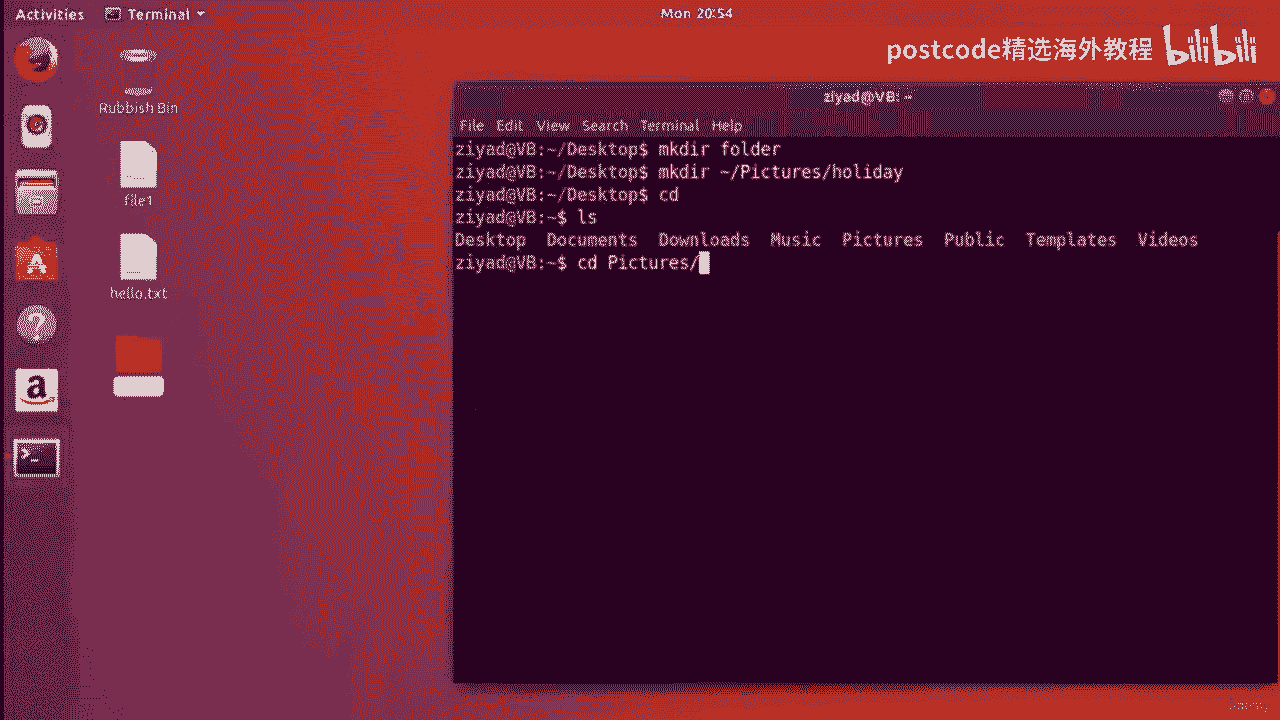 Activities Terminal Mon 20:54
postcode精选海外教程 bilibili
Rubbish Bin
file1
hello.txt
ziyad@VB: ~
File Edit View Search Terminal Help
ziyad@VB:~/Desktop$ mkdir folder
ziyad@VB:~/Desktop$ mkdir ~/Pictures/holiday
ziyad@VB:~/Desktop$ cd
ziyad@VB:~$ ls
Desktop Documents Downloads Music Pictures Public Templates Videos
ziyad@VB:~$ cd Pictures/